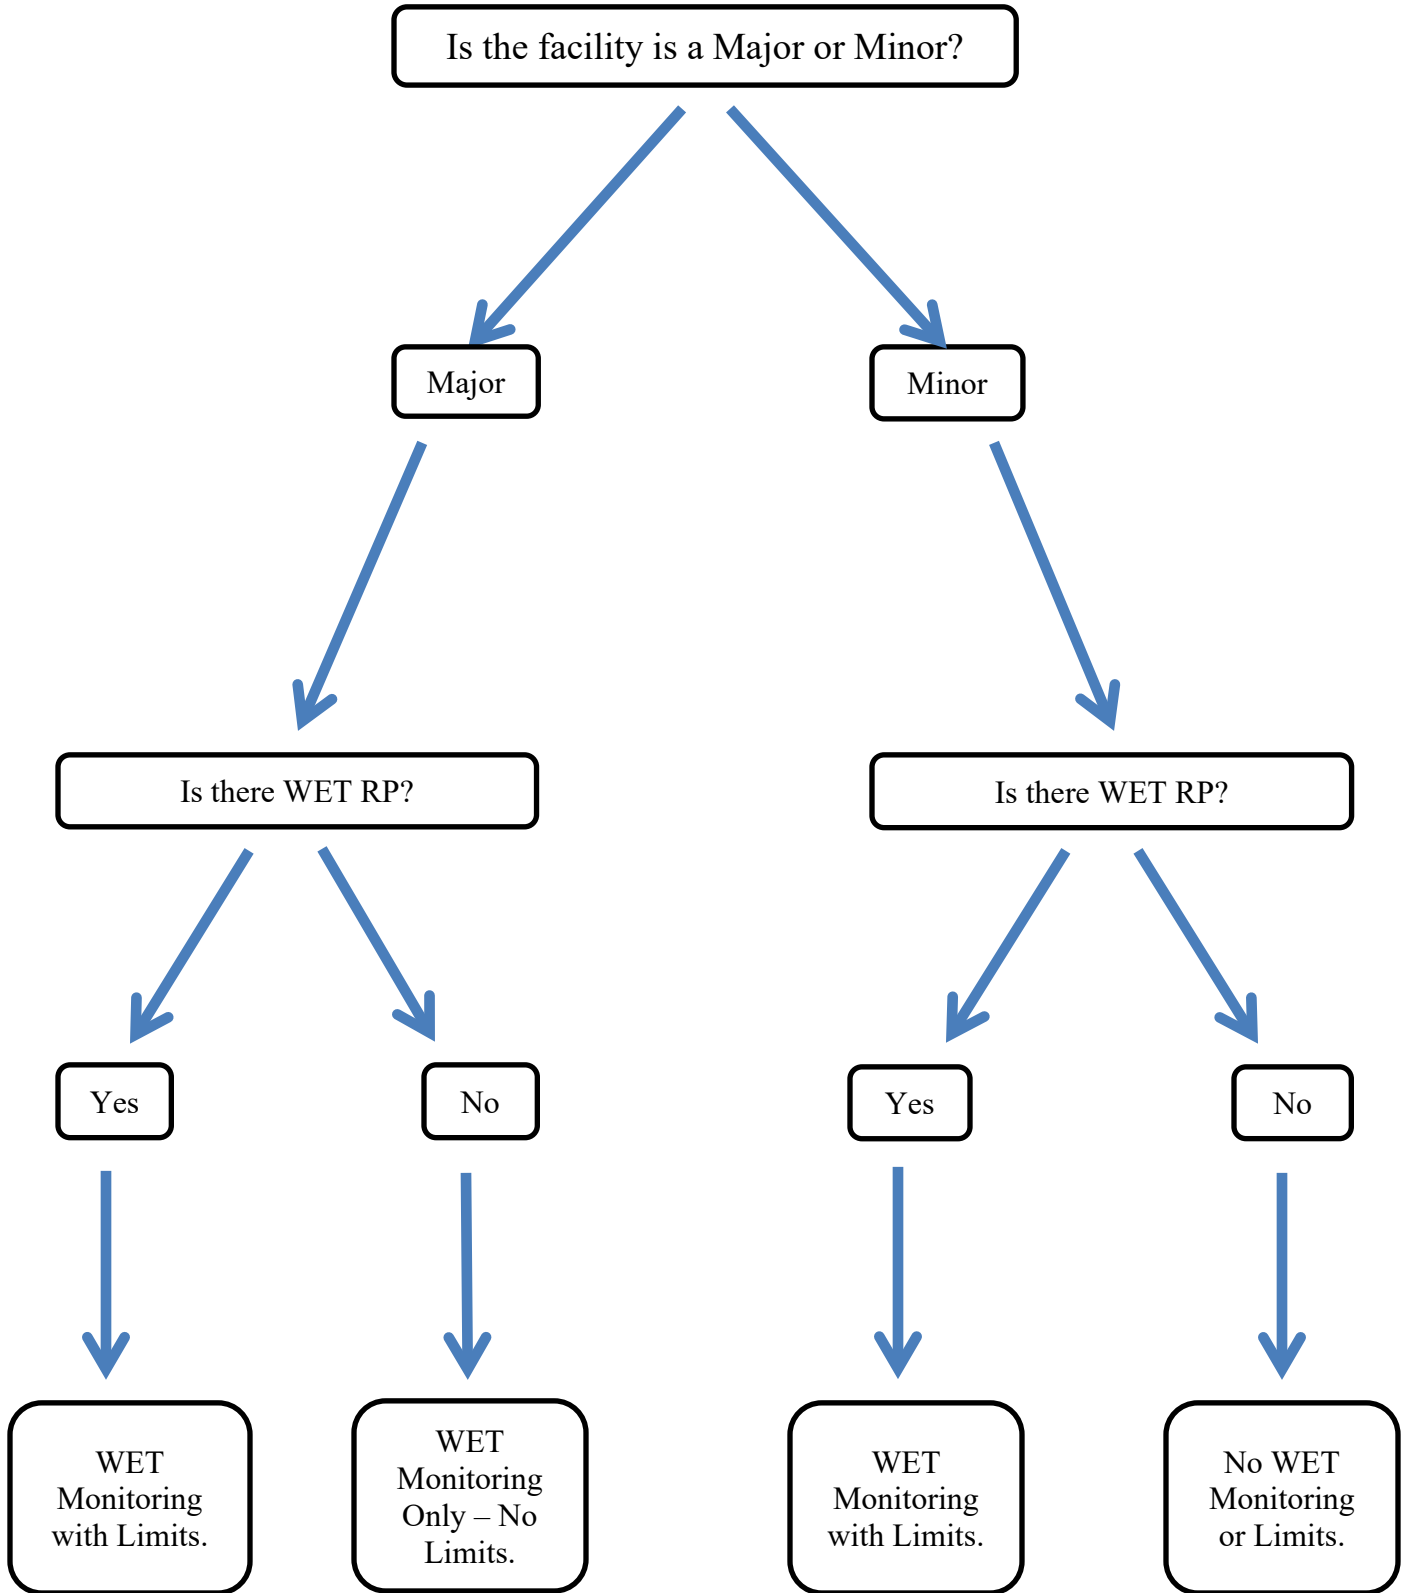 Is the facility is a Major or Minor?
Major
Minor
Is there WET RP?
Is there WET RP?
Yes
No
Yes
No
WET
Monitoring
with Limits.
WET
Monitoring
Only – No
Limits.
WET
Monitoring
with Limits.
No WET
Monitoring
or Limits.